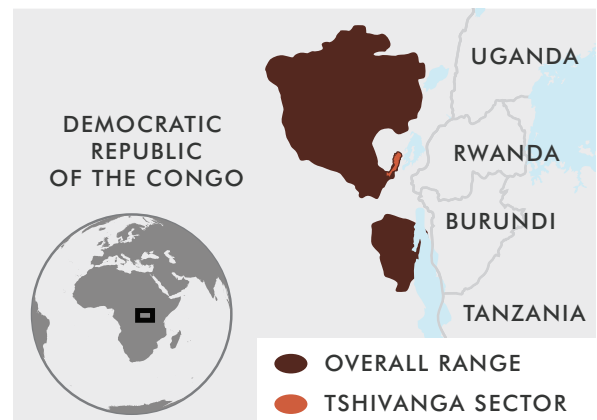 UGANDA
DEMOCRATIC
REPUBLIC
OF THE CONGO
RWANDA
BURUNDI
TANZANIA
OVERALL RANGE
TSHIVANGA SECTOR